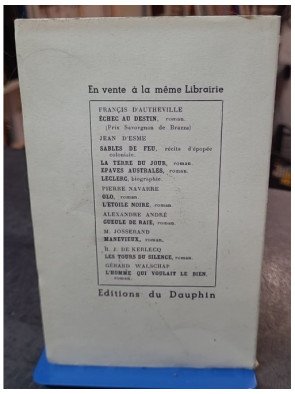 En vente à la même Librairie
FRANÇIS D'AUTHEVILLE
ÉCHEC AU DESTIN, roman.
(Prix Savorgnan de Brazza)
JEAN D'ESME
SABLES DE FEU, récits d'épopée
coloniale.
LA TERRE DU JOUR, roman.
EPAVES AUSTRALES, roman.
LECLERC, biographie.
PIERRE NAVARRE
OLO, roman.
L'ETOILE NOIRE, roman
ALEXANDRE ANDRÉ
GUEULE DE RAIE, roman.
M. JOSSERAND
MANEVIEUX, roman.
R. J. DE KERLECQ
LES TOURS DU SILENCE, roman.
GÉRARD WALSCHAP
L'HOMME QUI VOULAIT LE BIEN,
roman.
Editions du Dauphin